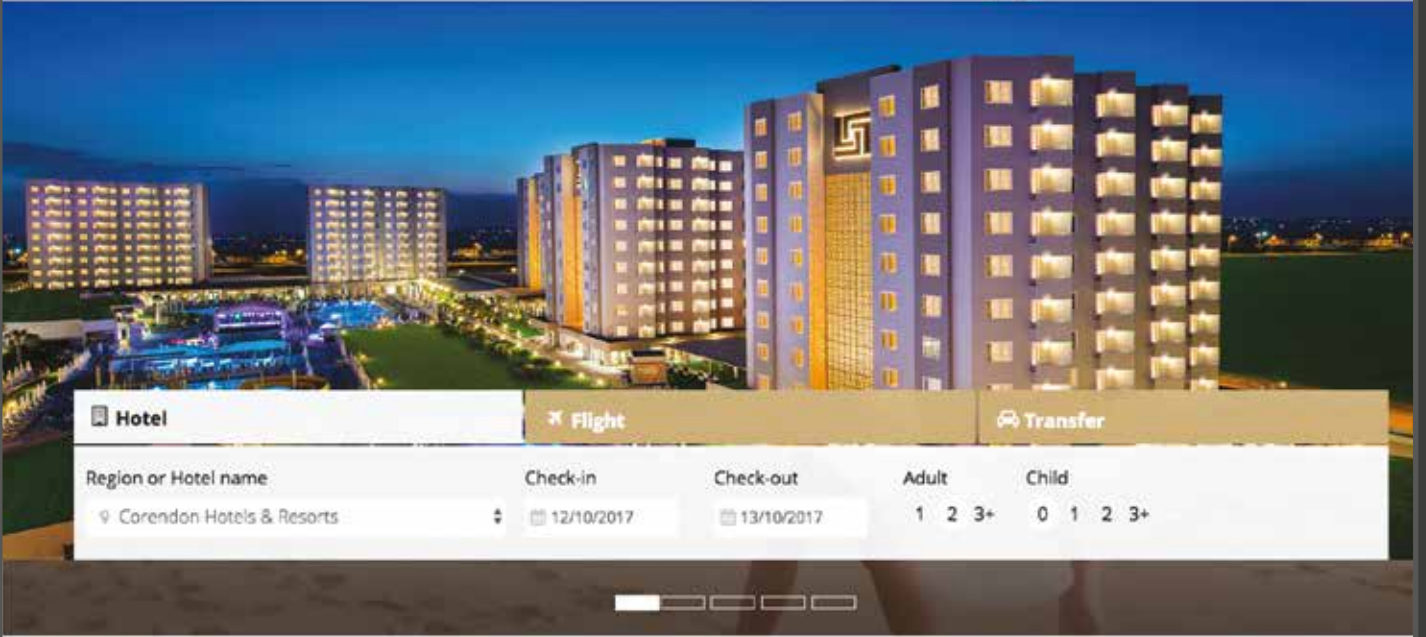 Hotel
Flight
Transfer
Region or Hotel name
Check-in
Check-out
Adult
Child
Corendon Hotels & Resorts
12/10/2017
13/10/2017
1 2 3+
0 1 2 3+